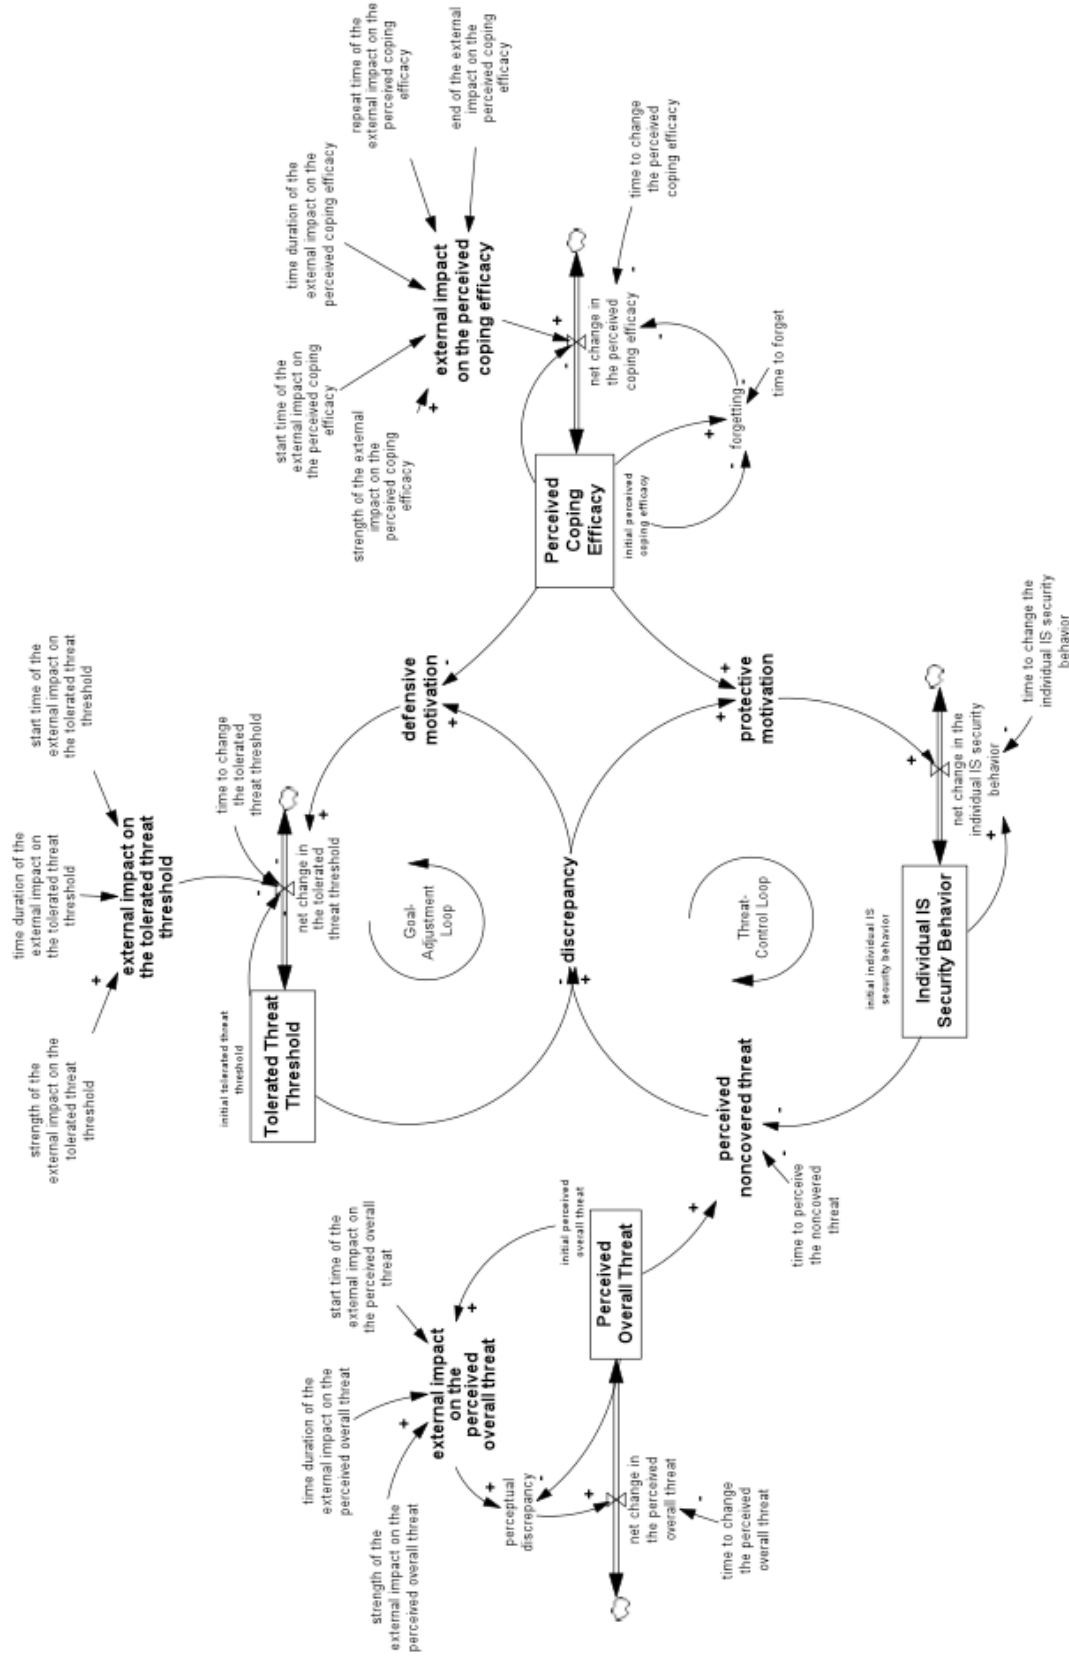 strength of the
external impact on the
tolerated threat
threshold
time duration of the
external impact on
the tolerated threat
threshold
start time of the
external impact on
the tolerated threat
threshold
+
external impact on
the tolerated threat
threshold
initial tolerated threat
threshold
Tolerated Threat
Threshold
time to change
the tolerated
threat threshold
-
-
-
net change in
the tolerated
threat threshold
+
Goal-
Adjustment
Loop
defensive
motivation
+
-
start time of the
external impact on
the perceived coping
efficacy
time duration of the
external impact on the
perceived coping efficacy
repeat time of the
external impact on the
perceived coping
efficacy
end of the external
impact on the
perceived coping
efficacy
strength of the external
impact on the
perceived coping
efficacy
+
external impact
on the perceived
coping efficacy
+
-
net change in
the perceived
coping efficacy
-
-
time to change
the perceived
coping efficacy
Perceived
Coping
Efficacy
initial perceived
coping efficacy
+
-
forgetting
-
time to forget
time duration of the
external impact on the
perceived overall threat
start time of the
external impact on
the perceived overall
threat
strength of the
external impact on the
perceived overall threat
+
external impact
on the
perceived
overall threat
+
initial perceived
overall threat
+
perceptual
discrepancy
-
+
Perceived
Overall Threat
net change in
the perceived
overall threat
-
time to change
the perceived
overall threat
+
perceived
noncovered threat
-
-
time to perceive
the noncovered
threat
-
+
discrepancy
Threat-
Control Loop
+
+
protective
motivation
initial individual IS
security behavior
Individual IS
Security Behavior
+
net change in the
individual IS security
behavior
+
-
time to change the
individual IS security
behavior